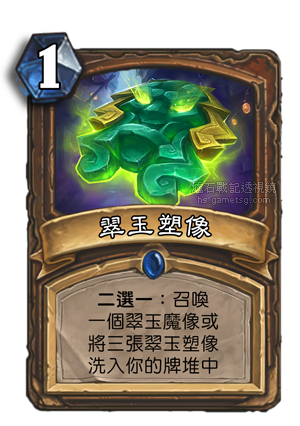 1
爐石戰記透視鏡
hs.gametsg.com
翠玉塑像
二選一：召喚
一個翠玉魔像或
將三張翠玉塑像
洗入你的牌堆中